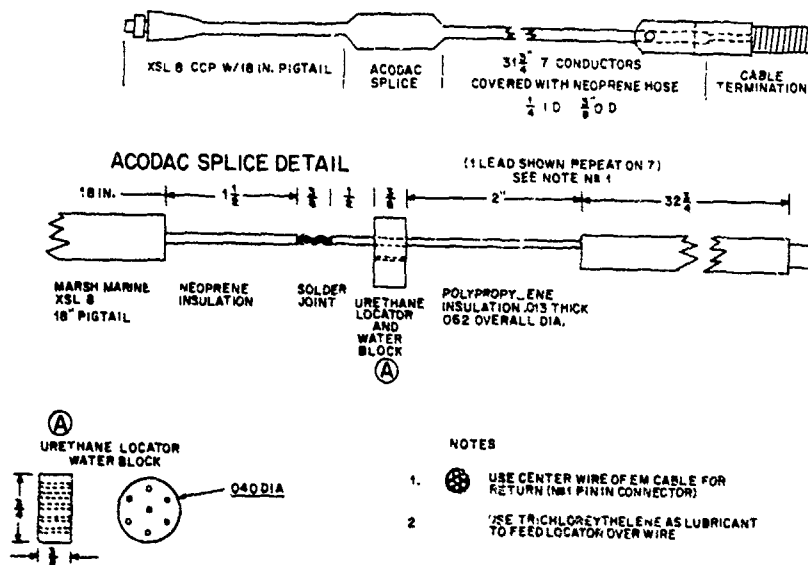 XSL 8 CCP W/18 IN. PIGTAIL
ACODAC
SPLICE
31 3/4" 7 CONDUCTORS
COVERED WITH NEOPRENE HOSE
1/4 I D 3/8" O D
CABLE
TERMINATION
ACODAC SPLICE DETAIL
(1 LEAD SHOWN REPEAT ON 7)
SEE NOTE № 1
18 IN.
1 1/2
3/8
1/2
3/8
2"
32 3/4
MARSH MARINE
XSL 8
18" PIGTAIL
NEOPRENE
INSULATION
SOLDER
JOINT
URETHANE
LOCATOR
AND
WATER
BLOCK
A
POLYPROPYLENE
INSULATION .013 THICK
062 OVERALL DIA.
A
URETHANE LOCATOR
WATER BLOCK
3/4
040 DIA
NOTES
1. USE CENTER WIRE OF EM CABLE FOR
RETURN (№1 PIN IN CONNECTOR)
2 USE TRICHLOREYTHELENE AS LUBRICANT
TO FEED LOCATOR OVER WIRE